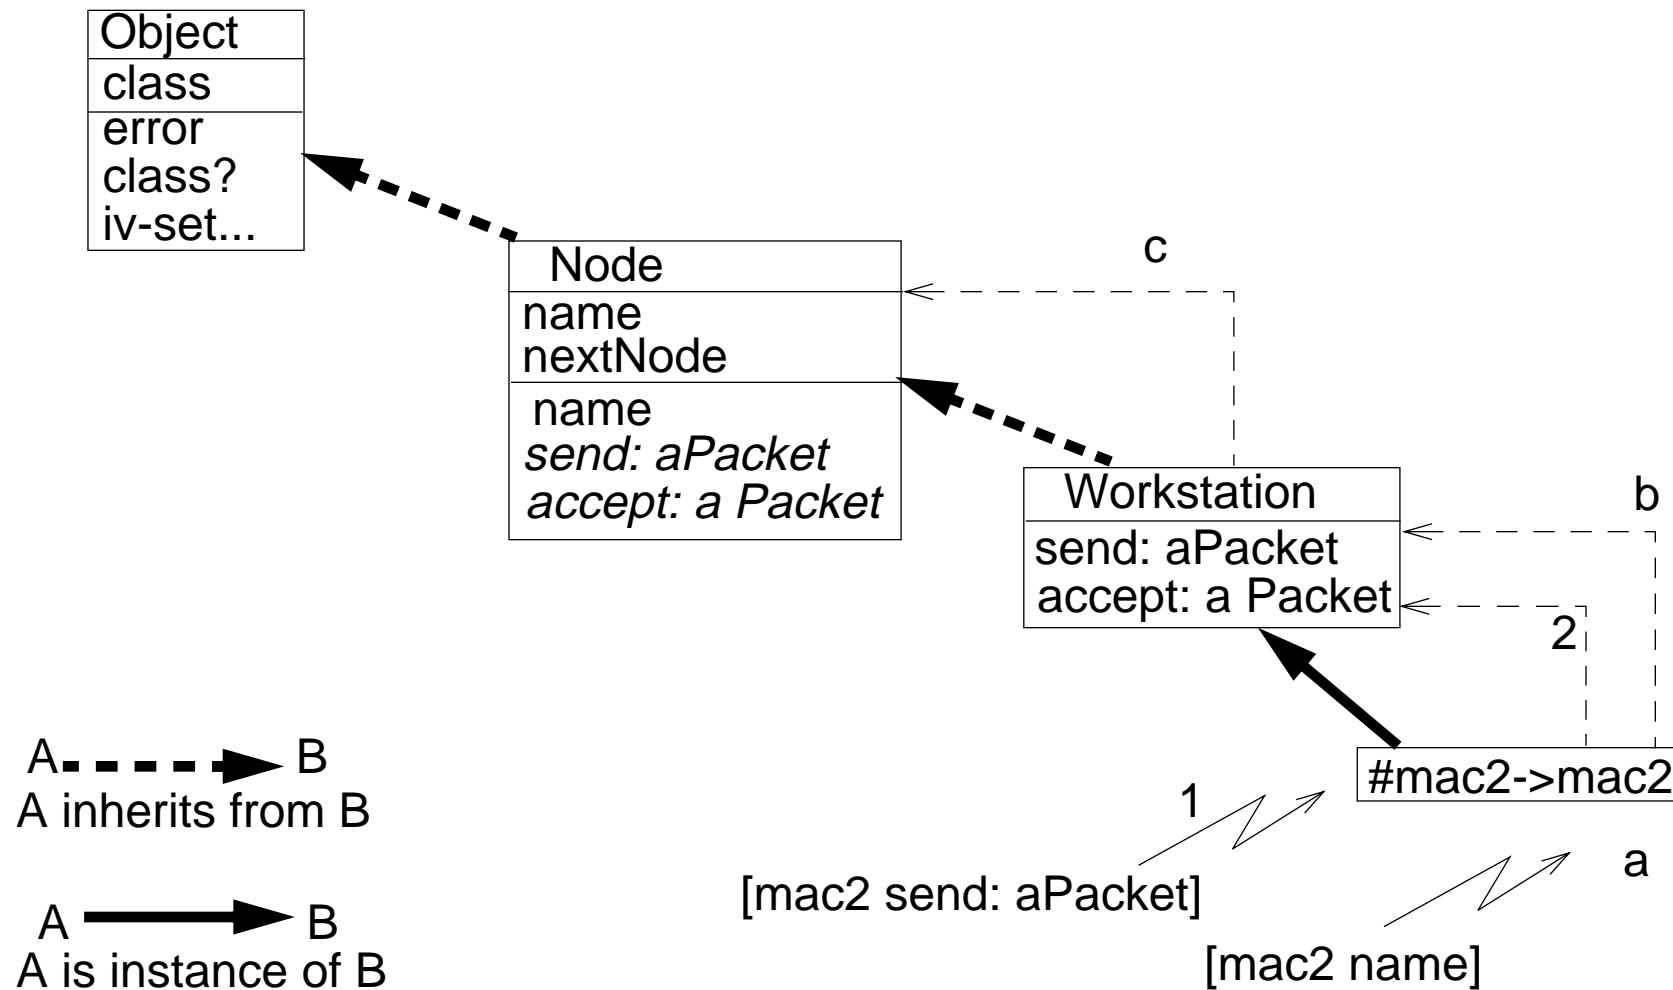 Object
class
error
class?
iv-set...
Node
name
nextNode
name
send: aPacket
accept: a Packet
c
Workstation
send: aPacket
accept: a Packet
b
2
#mac2->mac2
1
a
[mac2 send: aPacket]
[mac2 name]
A B
A inherits from B
A B
A is instance of B